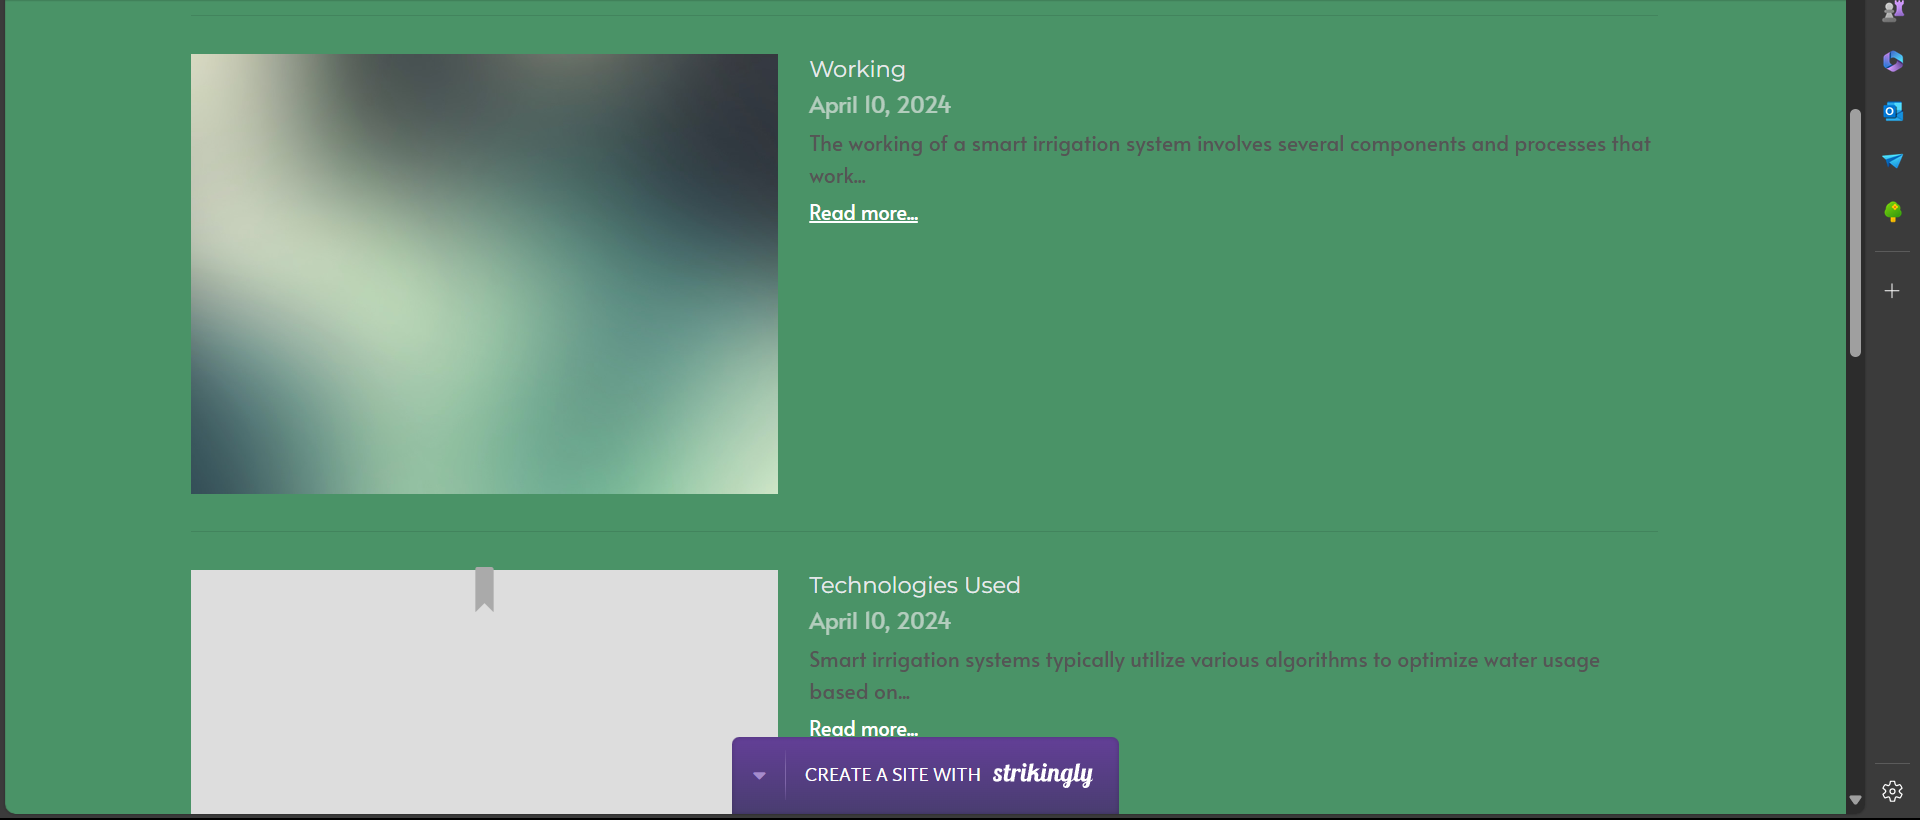 Working
April 10, 2024
The working of a smart irrigation system involves several components and processes that
work...
Read more...
Technologies Used
April 10, 2024
Smart irrigation systems typically utilize various algorithms to optimize water usage
based on...
Read more...
CREATE A SITE WITH strikingly